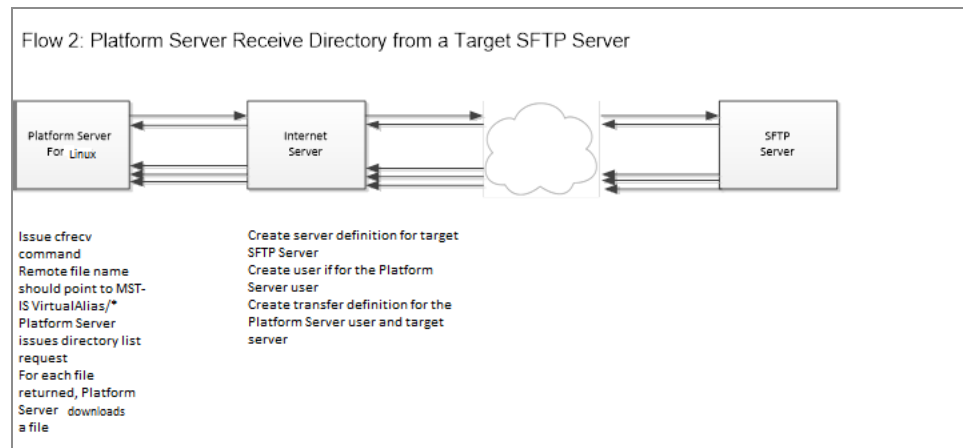 Flow 2: Platform Server Receive Directory from a Target SFTP Server
Platform Server
For Linux
Internet
Server
SFTP
Server
Issue cfrecv
command
Remote file name
should point to MST-
IS VirtualAlias/*
Platform Server
issues directory list
request
For each file
returned, Platform
Server downloads
a file
Create server definition for target
SFTP Server
Create user if for the Platform
Server user
Create transfer definition for the
Platform Server user and target
server